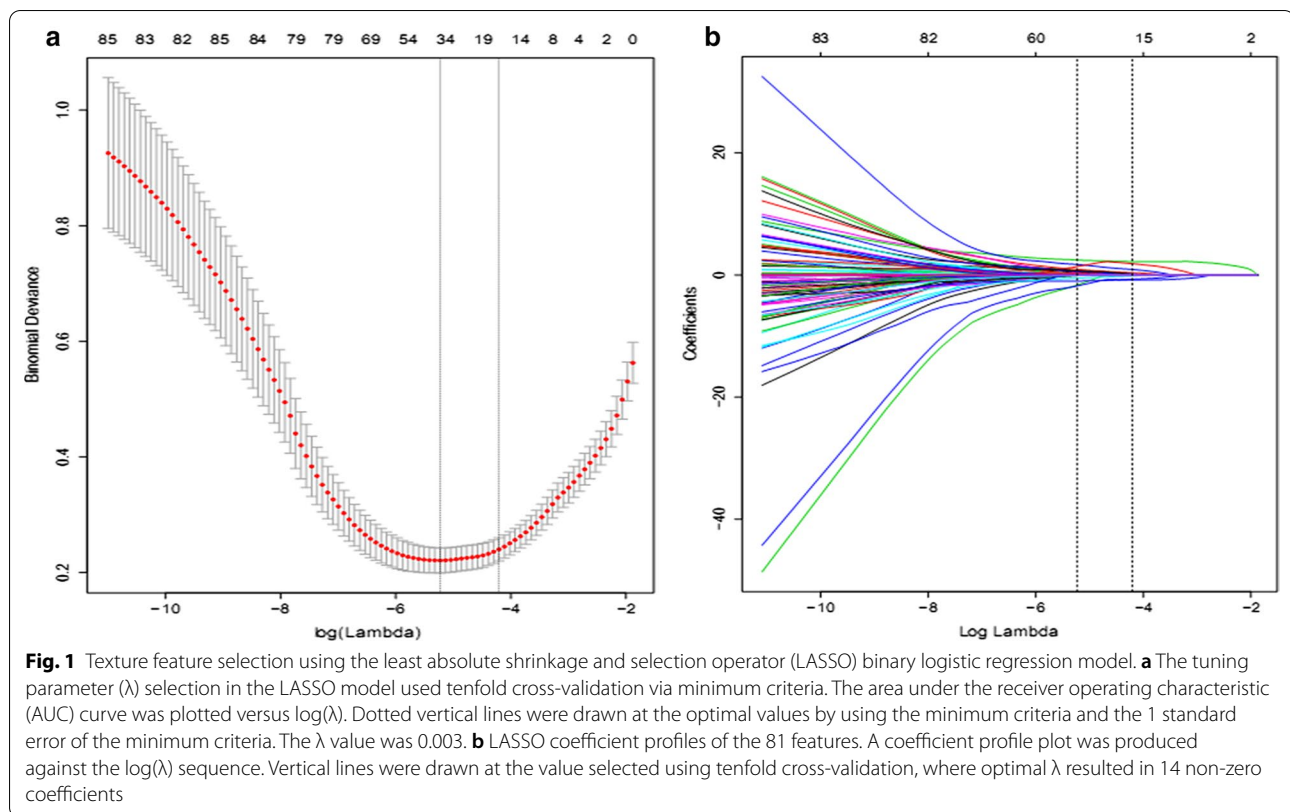 a
85 83 82 85 84 79 79 69 54 34 19 14 8 4 2 0
Binomial Deviance
1.0
0.8
0.6
0.4
0.2
−10 −8 −6 −4 −2
log(Lambda)
b
83 82 60 15 2
Coefficients
20
0
−20
−40
−10 −8 −6 −4 −2
Log Lambda
Fig. 1 Texture feature selection using the least absolute shrinkage and selection operator (LASSO) binary logistic regression model. a The tuning
parameter (λ) selection in the LASSO model used tenfold cross-validation via minimum criteria. The area under the receiver operating characteristic
(AUC) curve was plotted versus log(λ). Dotted vertical lines were drawn at the optimal values by using the minimum criteria and the 1 standard
error of the minimum criteria. The λ value was 0.003. b LASSO coefficient profiles of the 81 features. A coefficient profile plot was produced
against the log(λ) sequence. Vertical lines were drawn at the value selected using tenfold cross-validation, where optimal λ resulted in 14 non-zero
coefficients